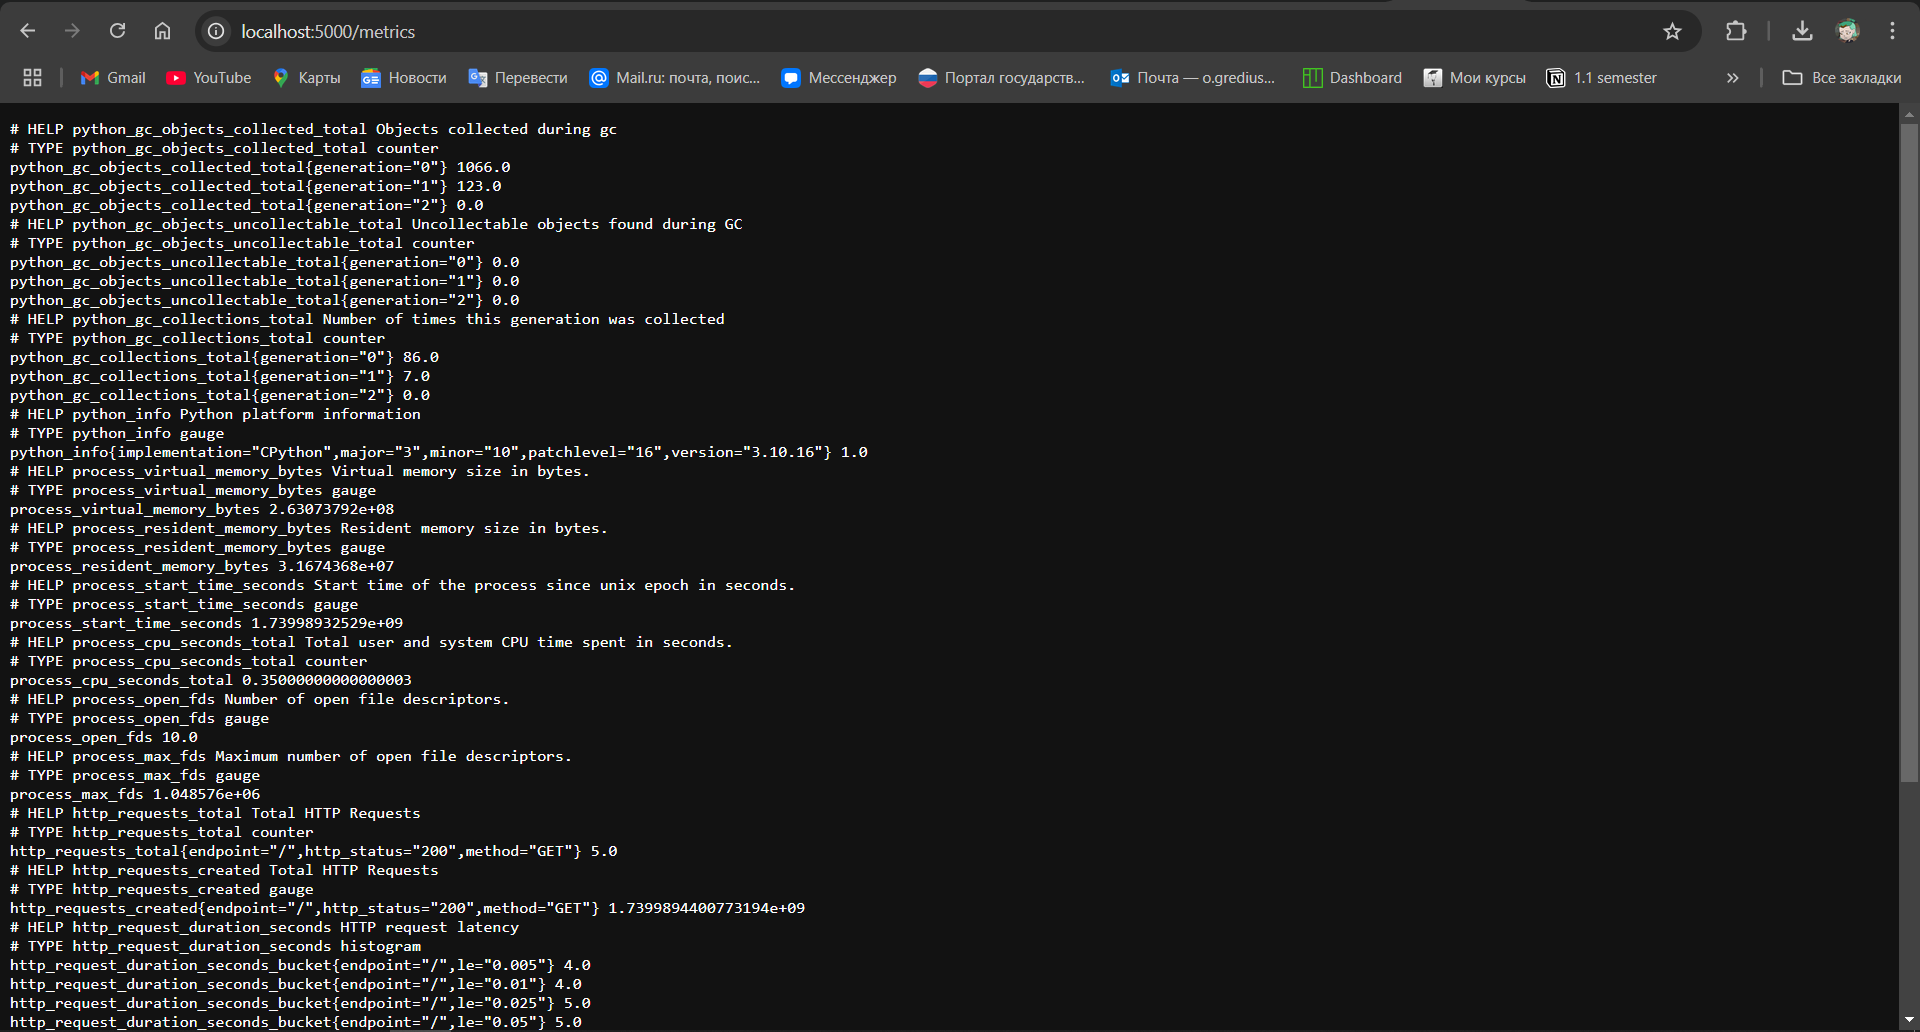 localhost:5000/metrics
Gmail
YouTube
Карты
Новости
Перевести
Mail.ru: почта, поис...
Мессенджер
Портал государств...
Почта — o.gredius...
Dashboard
Мои курсы
1.1 semester
Все закладки
# HELP python_gc_objects_collected_total Objects collected during gc
# TYPE python_gc_objects_collected_total counter
python_gc_objects_collected_total{generation="0"} 1066.0
python_gc_objects_collected_total{generation="1"} 123.0
python_gc_objects_collected_total{generation="2"} 0.0
# HELP python_gc_objects_uncollectable_total Uncollectable objects found during GC
# TYPE python_gc_objects_uncollectable_total counter
python_gc_objects_uncollectable_total{generation="0"} 0.0
python_gc_objects_uncollectable_total{generation="1"} 0.0
python_gc_objects_uncollectable_total{generation="2"} 0.0
# HELP python_gc_collections_total Number of times this generation was collected
# TYPE python_gc_collections_total counter
python_gc_collections_total{generation="0"} 86.0
python_gc_collections_total{generation="1"} 7.0
python_gc_collections_total{generation="2"} 0.0
# HELP python_info Python platform information
# TYPE python_info gauge
python_info{implementation="CPython",major="3",minor="10",patchlevel="16",version="3.10.16"} 1.0
# HELP process_virtual_memory_bytes Virtual memory size in bytes.
# TYPE process_virtual_memory_bytes gauge
process_virtual_memory_bytes 2.63073792e+08
# HELP process_resident_memory_bytes Resident memory size in bytes.
# TYPE process_resident_memory_bytes gauge
process_resident_memory_bytes 3.1674368e+07
# HELP process_start_time_seconds Start time of the process since unix epoch in seconds.
# TYPE process_start_time_seconds gauge
process_start_time_seconds 1.73998932529e+09
# HELP process_cpu_seconds_total Total user and system CPU time spent in seconds.
# TYPE process_cpu_seconds_total counter
process_cpu_seconds_total 0.35000000000000003
# HELP process_open_fds Number of open file descriptors.
# TYPE process_open_fds gauge
process_open_fds 10.0
# HELP process_max_fds Maximum number of open file descriptors.
# TYPE process_max_fds gauge
process_max_fds 1.048576e+06
# HELP http_requests_total Total HTTP Requests
# TYPE http_requests_total counter
http_requests_total{endpoint="/",http_status="200",method="GET"} 5.0
# HELP http_requests_created Total HTTP Requests
# TYPE http_requests_created gauge
http_requests_created{endpoint="/",http_status="200",method="GET"} 1.7399894400773194e+09
# HELP http_request_duration_seconds HTTP request latency
# TYPE http_request_duration_seconds histogram
http_request_duration_seconds_bucket{endpoint="/",le="0.005"} 4.0
http_request_duration_seconds_bucket{endpoint="/",le="0.01"} 4.0
http_request_duration_seconds_bucket{endpoint="/",le="0.025"} 5.0
http_request_duration_seconds_bucket{endpoint="/",le="0.05"} 5.0